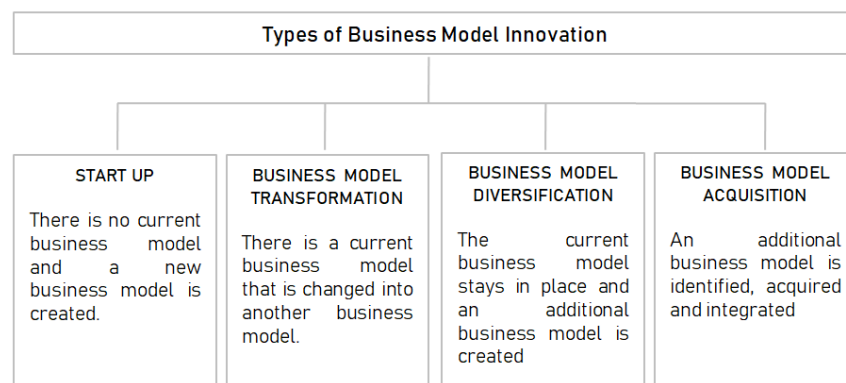 Types of Business Model Innovation
START UP
There is no current
business model
and a new
business model is
created.
BUSINESS MODEL
TRANSFORMATION
There is a current
business model
that is changed into
another business
model.
BUSINESS MODEL
DIVERSIFICATION
The current
business model
stays in place and
an additional
business model is
created
BUSINESS MODEL
ACQUISITION
An additional
business model is
identified, acquired
and integrated